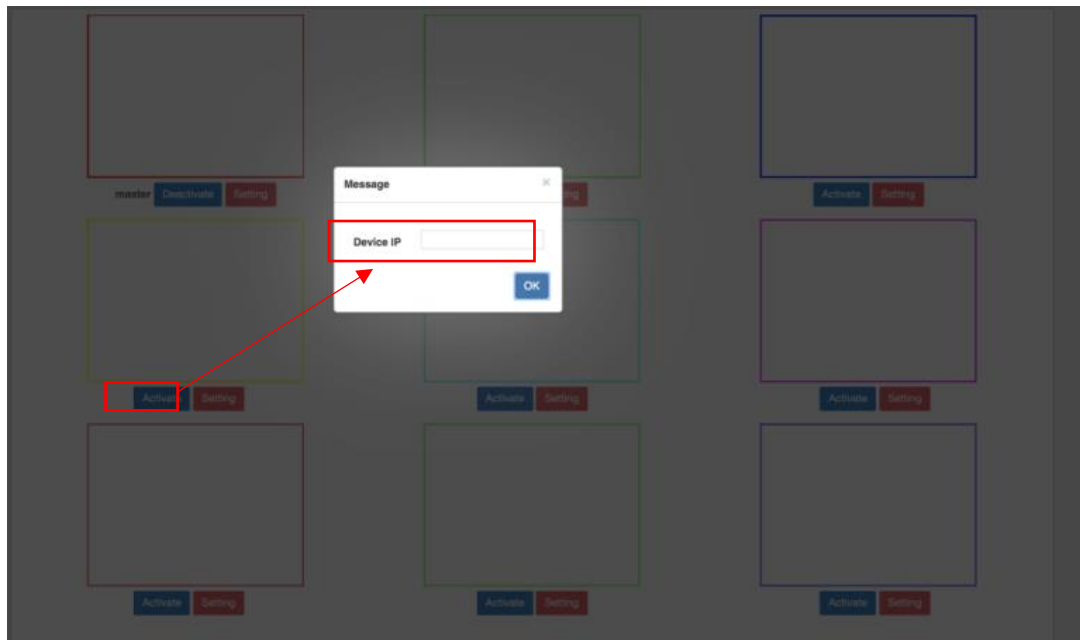 Message ×
Device IP
OK
master Deactivate Setting
ng
Activate Setting
Activate Setting
Activate Setting
Activate Setting
Activate Setting
Activate Setting
Activate Setting